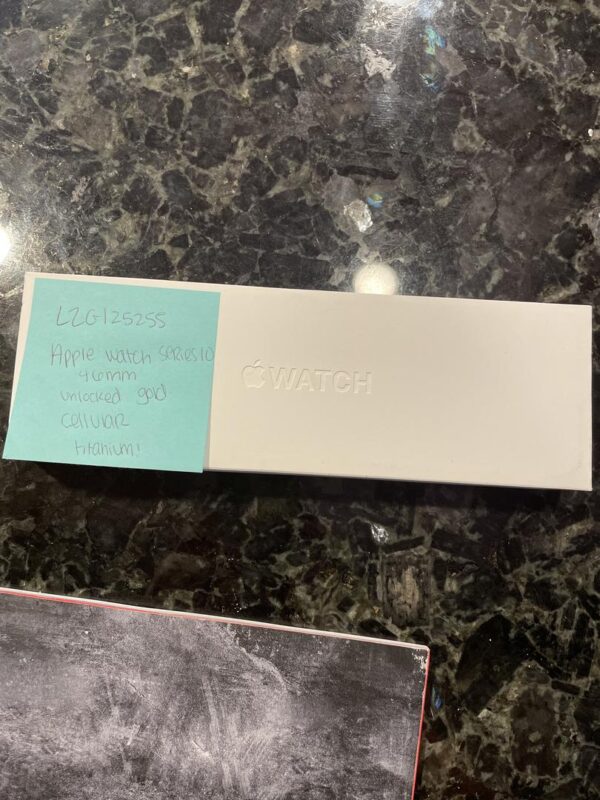 LZG125255
Apple watch series 10
46mm
unlocked gold
cellular
titanium!
WATCH